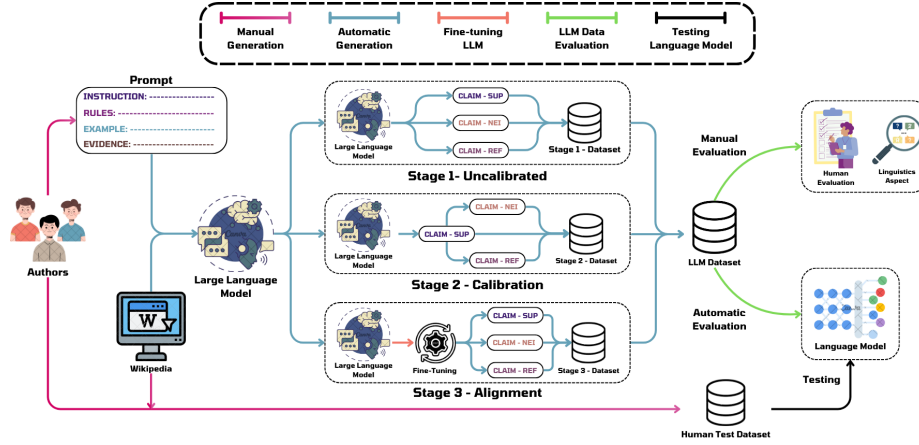 Manual
Generation
Automatic
Generation
Fine-tuning
LLM
LLM Data
Evaluation
Testing
Language Model
Prompt
INSTRUCTION: --------------------
RULES: --------------------
EXAMPLE: --------------------
EVIDENCE: --------------------
Authors
W
Wikipedia
Large Language
Model
Large Language
Model
CLAIM - SUP
CLAIM - NEI
CLAIM - REF
Stage 1 - Dataset
Stage 1- Uncalibrated
Large Language
Model
CLAIM - SUP
CLAIM - NEI
CLAIM - REF
Stage 2 - Dataset
Stage 2 - Calibration
Large Language
Model
Fine-Tuning
CLAIM - SUP
CLAIM - NEI
CLAIM - REF
Stage 3 - Dataset
Stage 3 - Alignment
LLM Dataset
Manual
Evaluation
Human
Evaluation
Linguistics
Aspect
Automatic
Evaluation
Language Model
Testing
Human Test Dataset